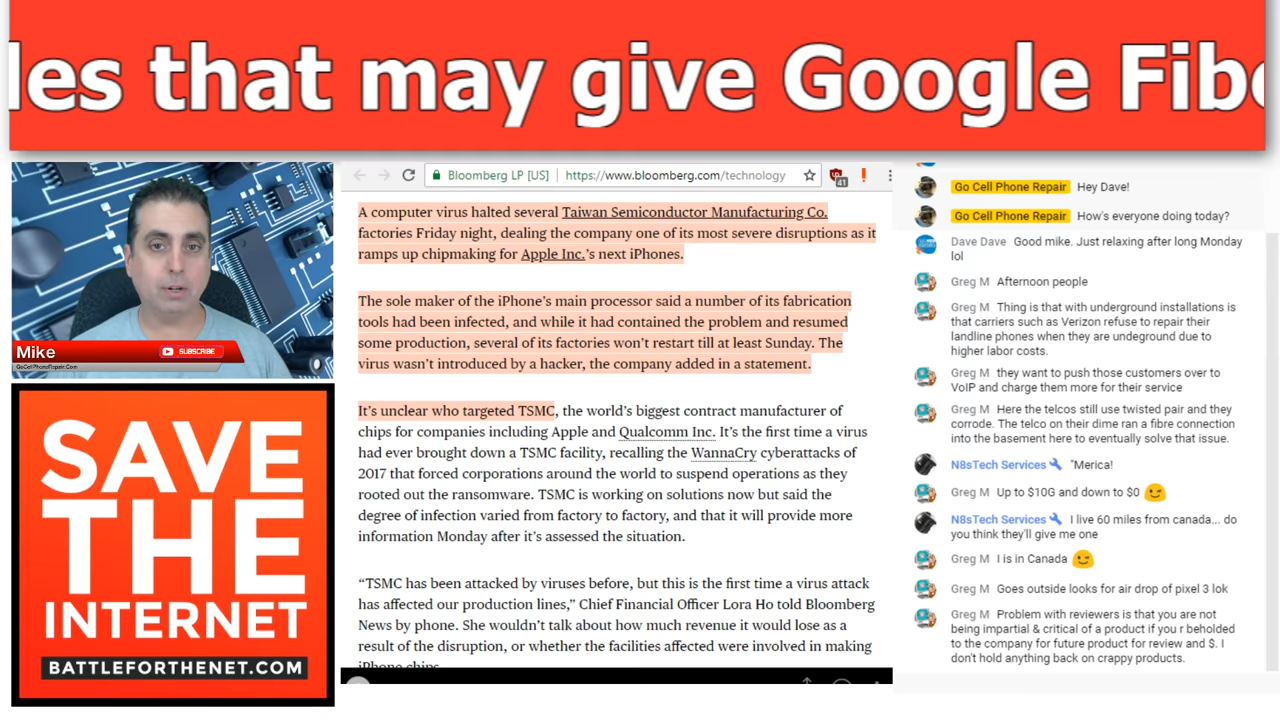 les that may give Google Fib
Bloomberg LP [US] | https://www.bloomberg.com/technology
41
A computer virus halted several Taiwan Semiconductor Manufacturing Co.
factories Friday night, dealing the company one of its most severe disruptions as it
ramps up chipmaking for Apple Inc.’s next iPhones.
The sole maker of the iPhone’s main processor said a number of its fabrication
tools had been infected, and while it had contained the problem and resumed
some production, several of its factories won’t restart till at least Sunday. The
virus wasn’t introduced by a hacker, the company added in a statement.
It’s unclear who targeted TSMC, the world’s biggest contract manufacturer of
chips for companies including Apple and Qualcomm Inc. It’s the first time a virus
had ever brought down a TSMC facility, recalling the WannaCry cyberattacks of
2017 that forced corporations around the world to suspend operations as they
rooted out the ransomware. TSMC is working on solutions now but said the
degree of infection varied from factory to factory, and that it will provide more
information Monday after it’s assessed the situation.
“TSMC has been attacked by viruses before, but this is the first time a virus attack
has affected our production lines,” Chief Financial Officer Lora Ho told Bloomberg
News by phone. She wouldn’t talk about how much revenue it would lose as a
result of the disruption, or whether the facilities affected were involved in making
iPhone chips.
Mike
SUBSCRIBE
GoCellPhoneRepair.Com
SAVE
THE
INTERNET
BATTLEFORTHENET.COM
Go Cell Phone Repair Hey Dave!
Go Cell Phone Repair How's everyone doing today?
Dave Dave Good mike. Just relaxing after long Monday
lol
Greg M Afternoon people
Greg M Thing is that with underground installations is
that carriers such as Verizon refuse to repair their
landline phones when they are undeground due to
higher labor costs.
Greg M they want to push those customers over to
VoIP and charge them more for their service
Greg M Here the telcos still use twisted pair and they
corrode. The telco on their dime ran a fibre connection
into the basement here to eventually solve that issue.
N8sTech Services "Merica!
Greg M Up to $10G and down to $0
N8sTech Services I live 60 miles from canada... do
you think they'll give me one
Greg M I is in Canada
Greg M Goes outside looks for air drop of pixel 3 lok
Greg M Problem with reviewers is that you are not
being impartial & critical of a product if you r beholded
to the company for future product for review and $. I
don't hold anything back on crappy products.